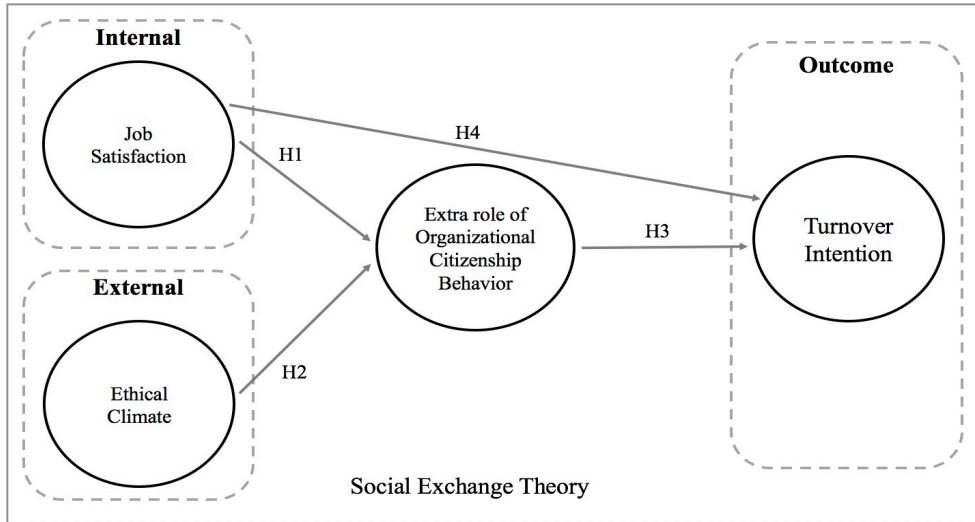 Internal
Outcome
Job
Satisfaction
H4
H1
Extra role of
Organizational
Citizenship
Behavior
H3
Turnover
Intention
External
H2
Ethical
Climate
Social Exchange Theory